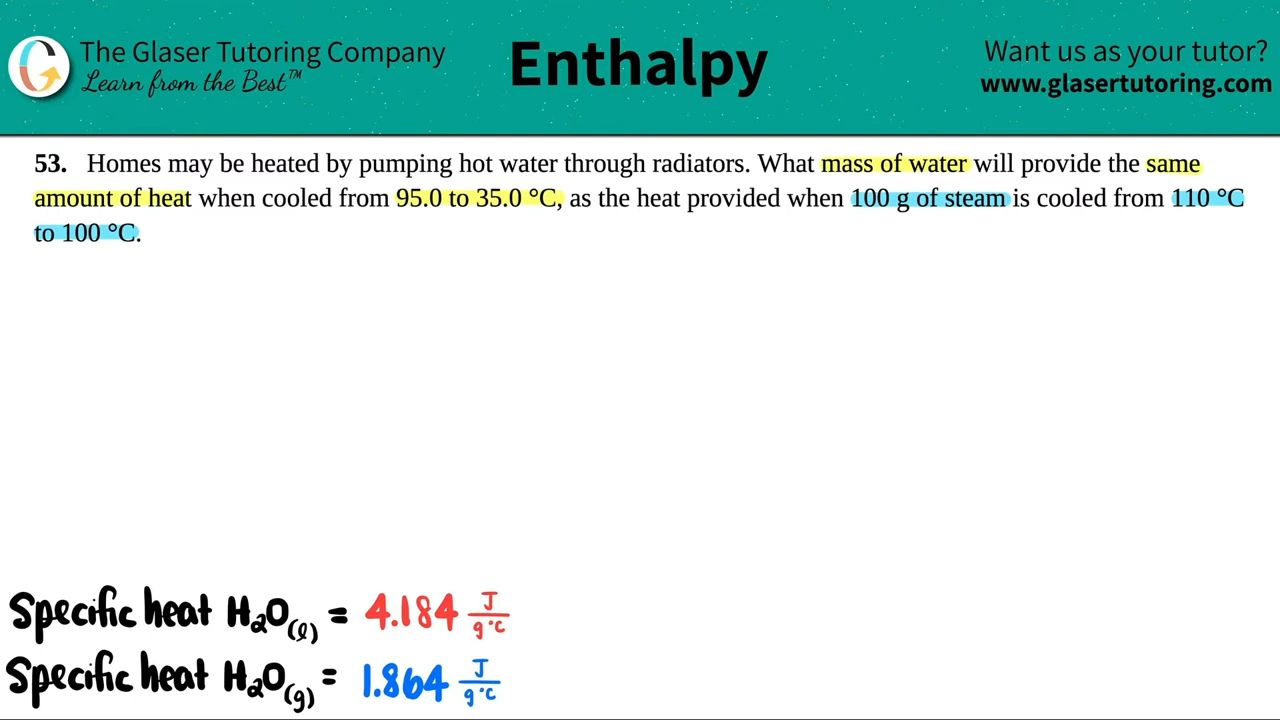 The Glaser Tutoring Company
Learn from the Best™
Enthalpy
Want us as your tutor?
www.glasertutoring.com
53. Homes may be heated by pumping hot water through radiators. What mass of water will provide the same
amount of heat when cooled from 95.0 to 35.0 °C, as the heat provided when 100 g of steam is cooled from 110 °C
to 100 °C.
Specific heat H₂O(l) = 4.184 J/g°C
Specific heat H₂O(g) = 1.864 J/g°C